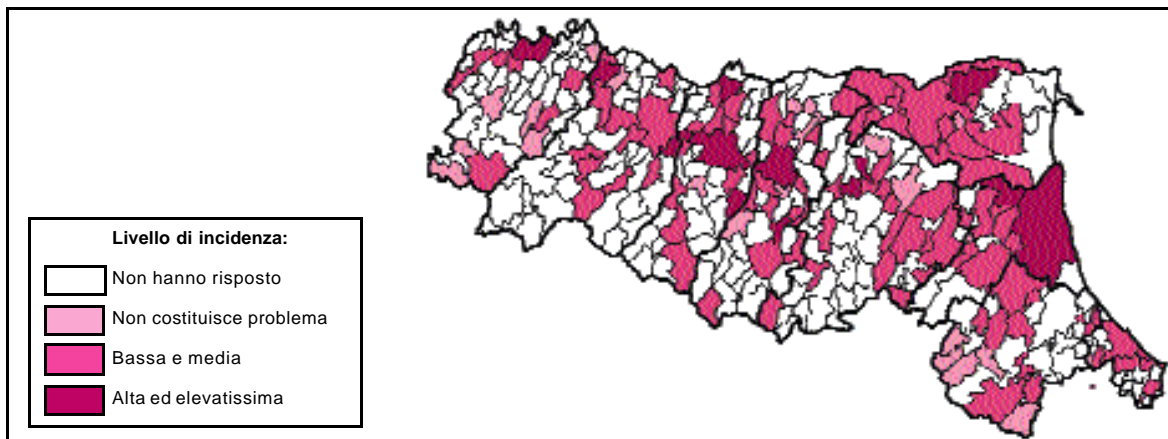 Livello di incidenza:
Non hanno risposto
Non costituisce problema
Bassa e media
Alta ed elevatissima